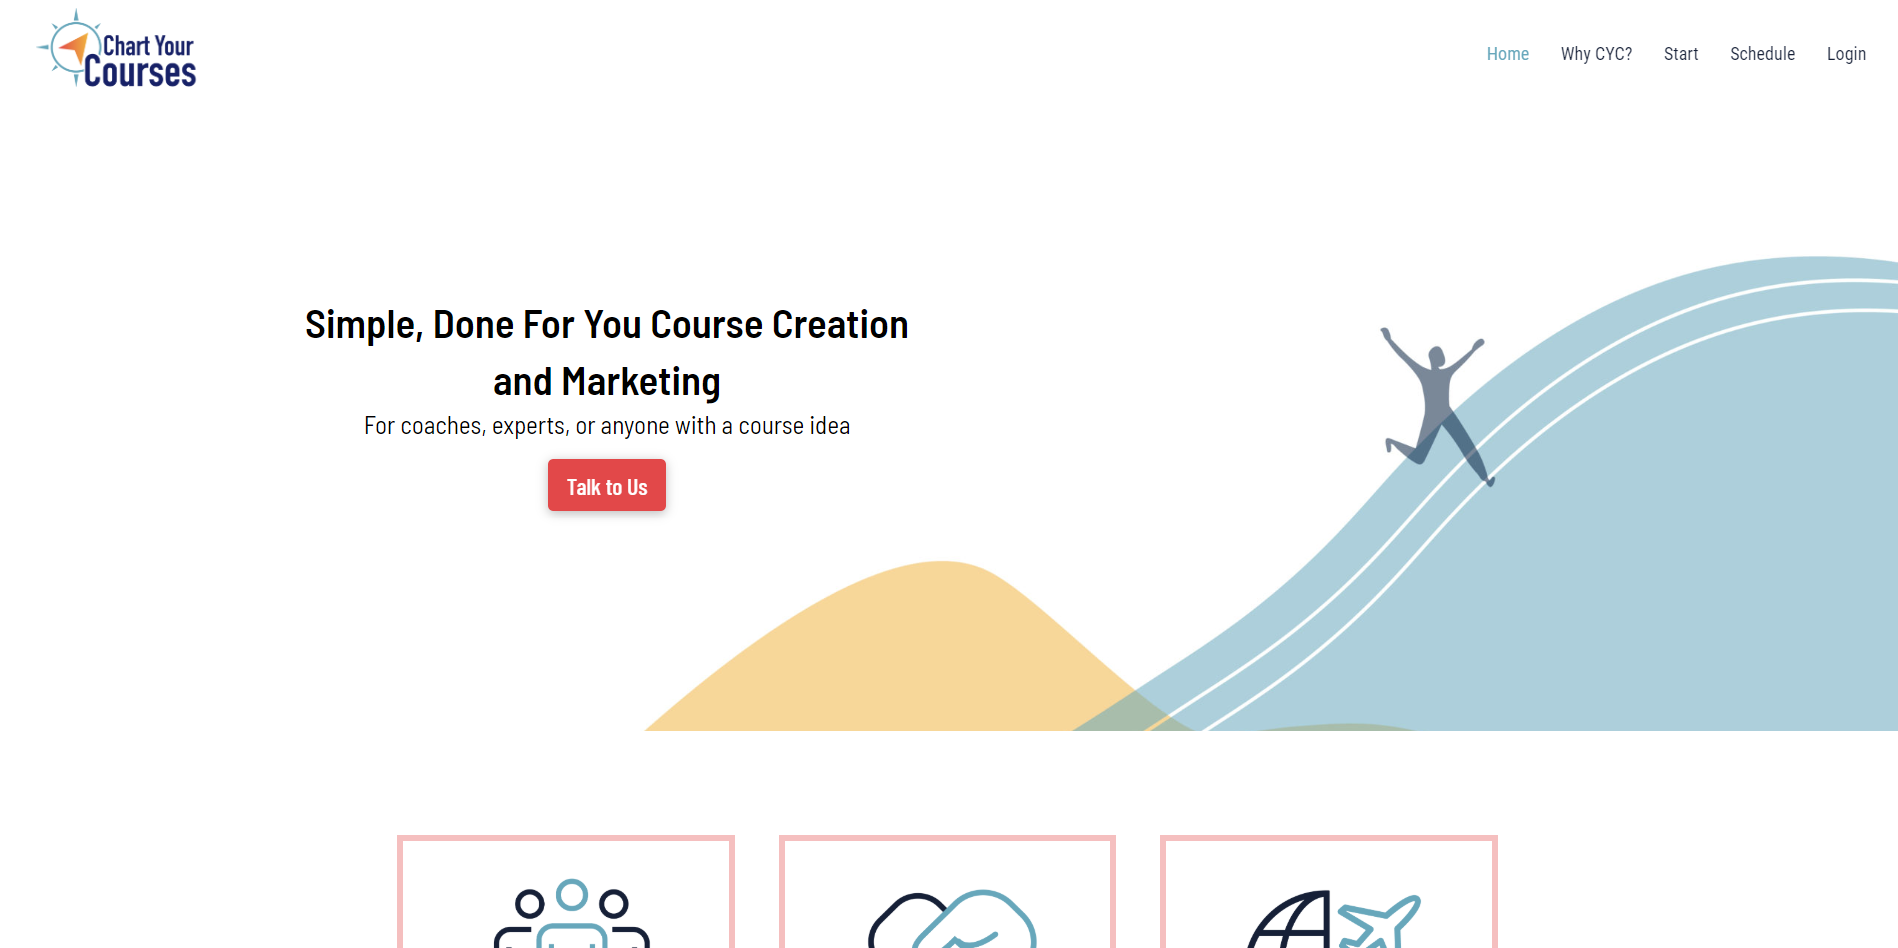 Chart Your
Courses
Home
Why CYC?
Start
Schedule
Login
Simple, Done For You Course Creation
and Marketing
For coaches, experts, or anyone with a course idea
Talk to Us